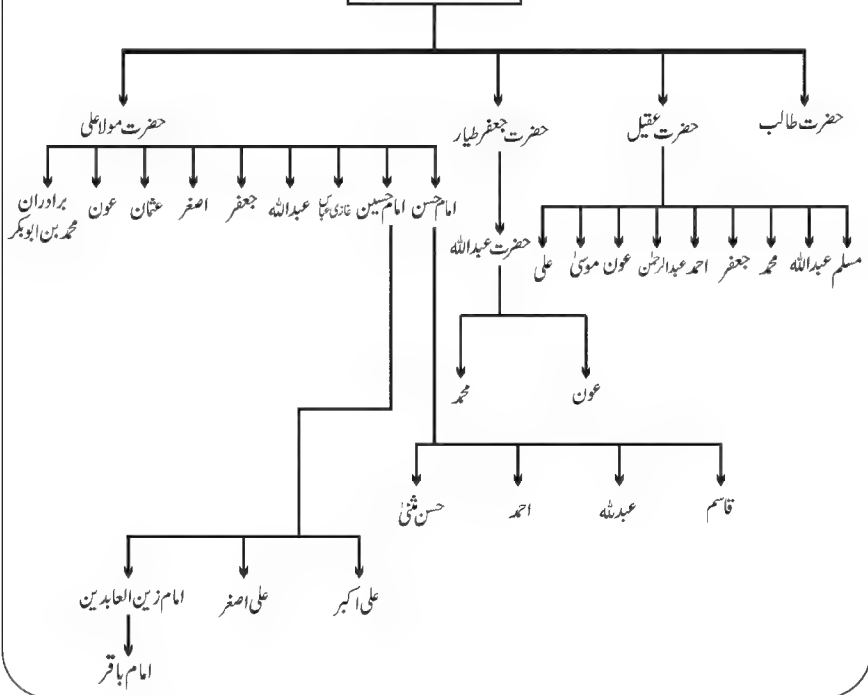 حضرت طالب
حضرت عقیل
حضرت جعفر طیار
حضرت مولا علی
مسلم عبداللہ محمد جعفر احمد عبدالرحمٰن عون موسیٰ علی
حضرت عبداللہ
امام حسن امام حسین غازی عباس عبداللہ جعفر اصغر عثمان عون برادران
محمد بن ابوبکر
عون
محمد
قاسم
عبدللہ
احمد
حسن مثنیٰ
علی اکبر
علی اصغر
امام زین العابدین
امام باقر